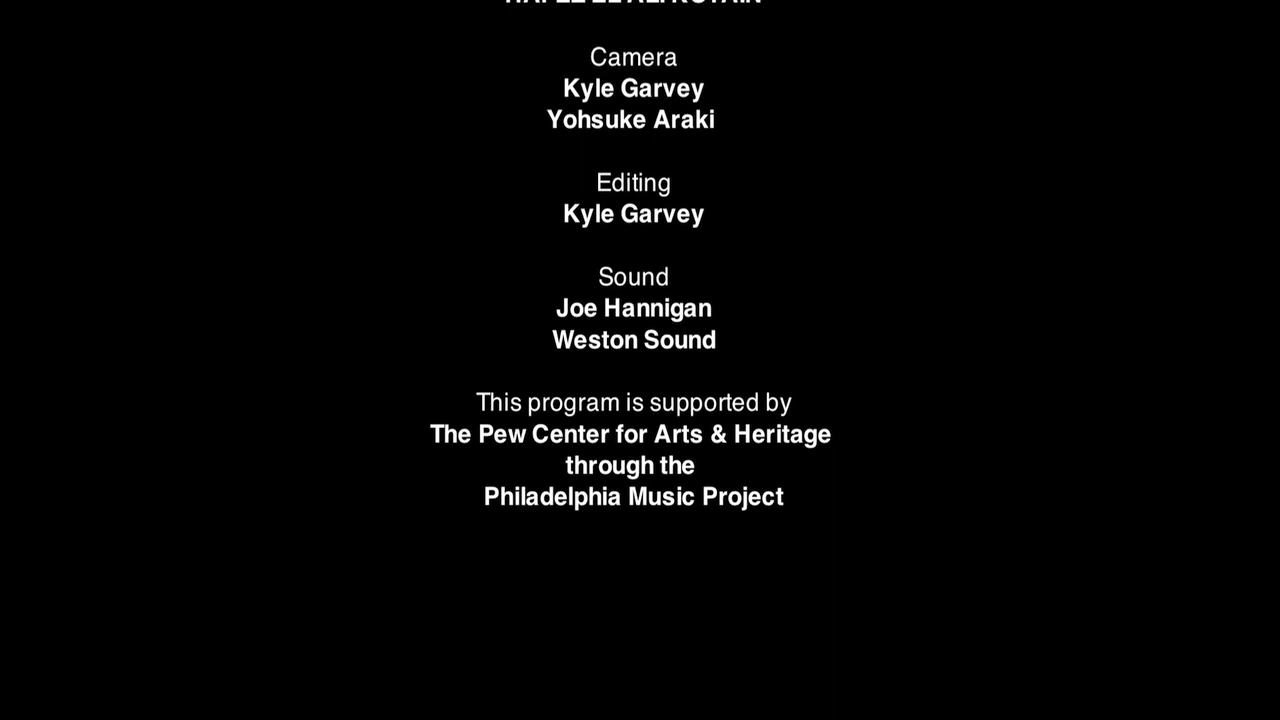 Camera
Kyle Garvey
Yohsuke Araki
Editing
Kyle Garvey
Sound
Joe Hannigan
Weston Sound
This program is supported by
The Pew Center for Arts & Heritage
through the
Philadelphia Music Project